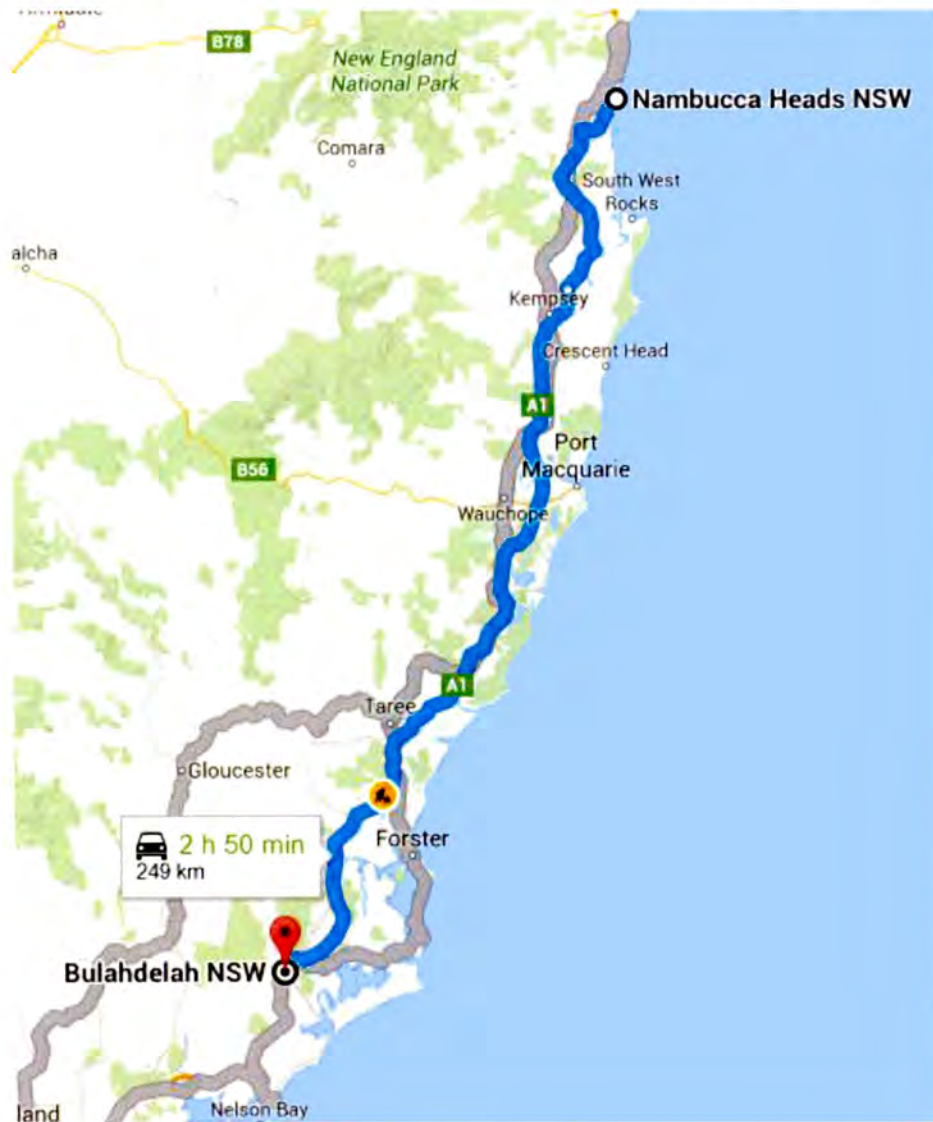 B78
New England
National Park
Nambucca Heads NSW
Comara
South West
Rocks
alcha
Kempsey
Crescent Head
A1
Port
Macquarie
B56
Wauchope
A1
Taree
Gloucester
2 h 50 min
249 km
Forster
Bulahdelah NSW
Nelson Bay
land